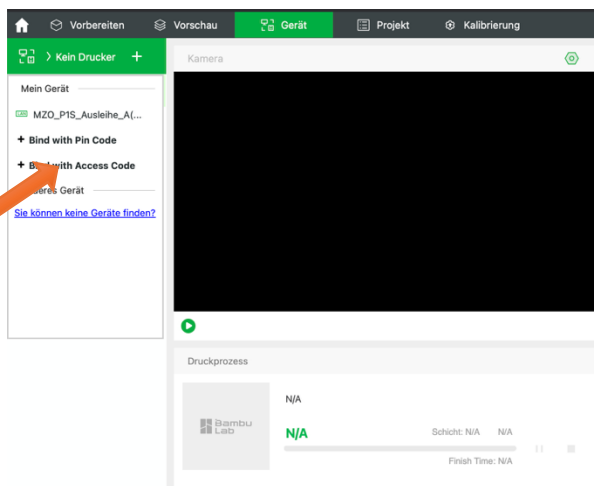 Vorbereiten Vorschau Gerät Projekt Kalibrierung
> Kein Drucker +
Kamera
Mein Gerät
MZO_P1S_Ausleihe_A(...
+ Bind with Pin Code
+ Bind with Access Code
Gerät
Sie können keine Geräte finden?
Druckprozess
Bambu
Lab
N/A
N/A
Schicht: N/A N/A
Finish Time: N/A